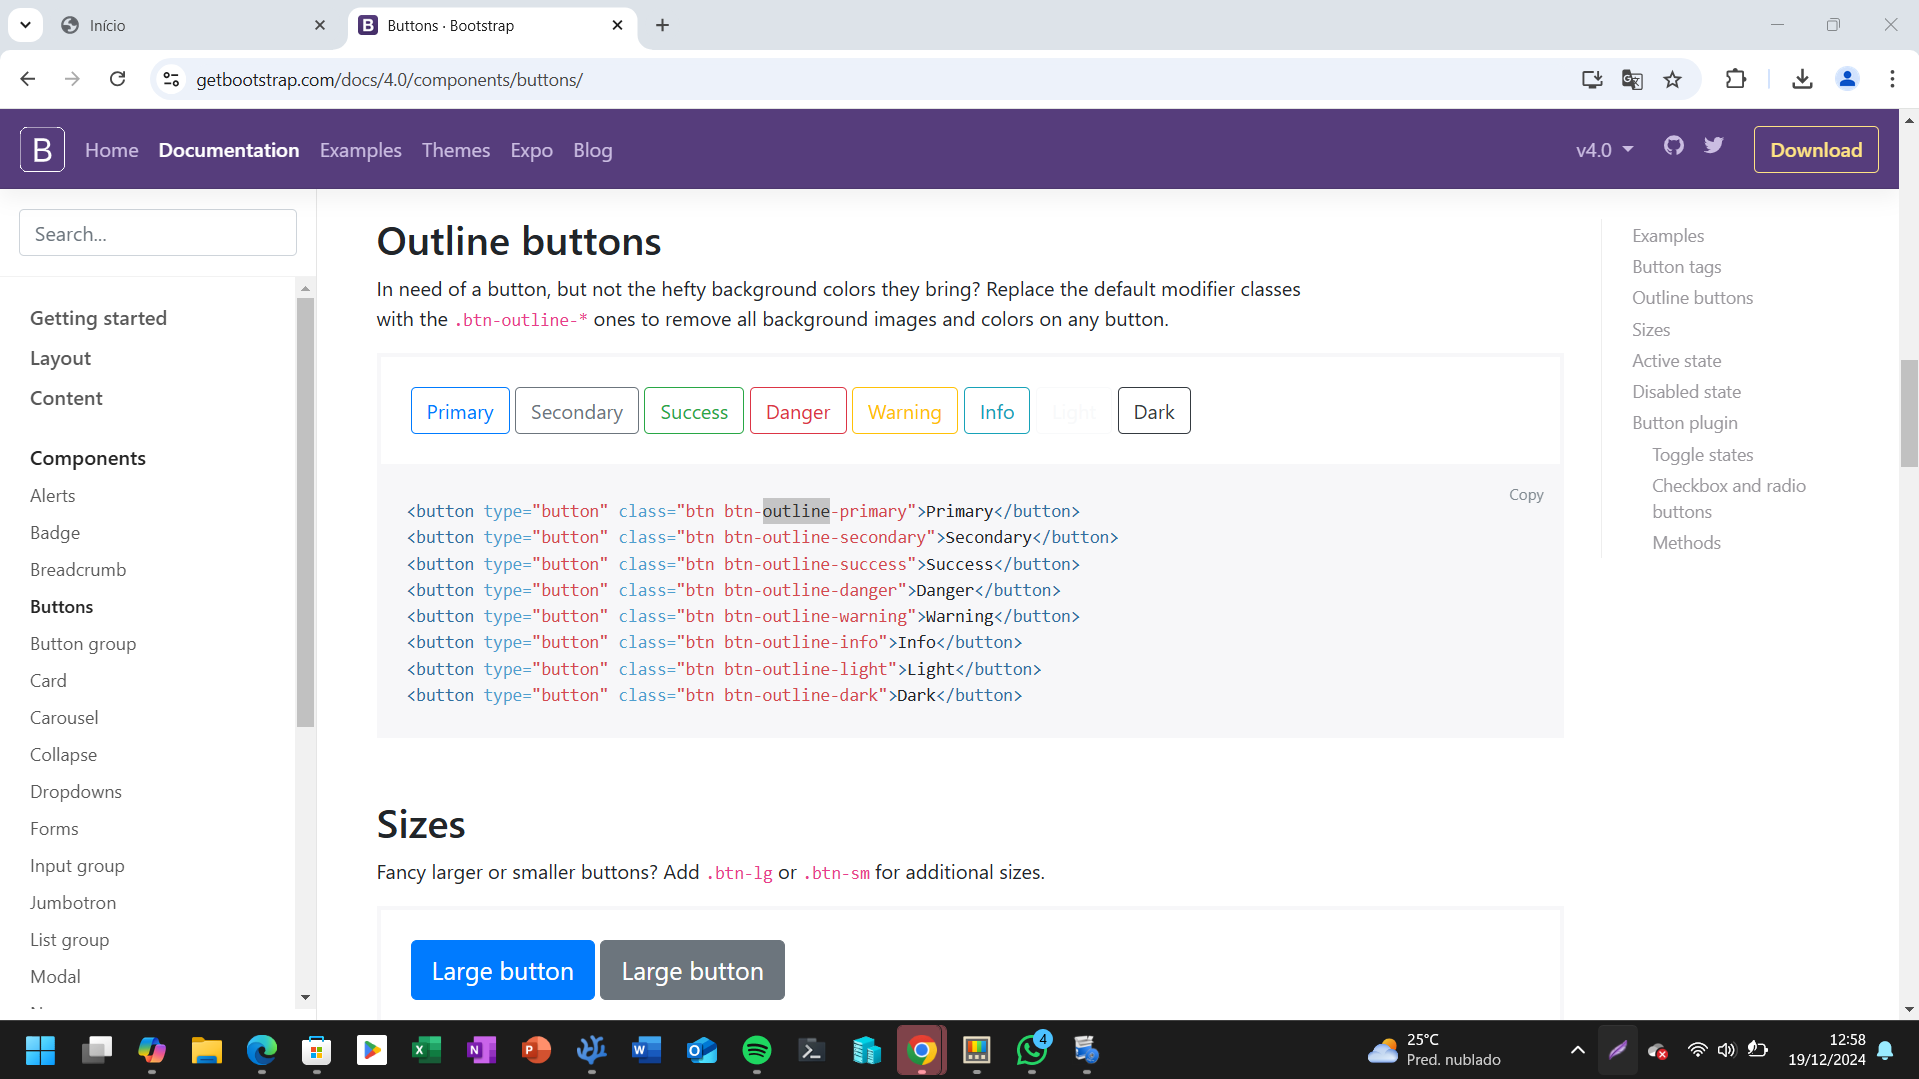 Início
Buttons · Bootstrap
getbootstrap.com/docs/4.0/components/buttons/
B Home Documentation Examples Themes Expo Blog v4.0 Download
Search...
Getting started
Layout
Content
Components
Alerts
Badge
Breadcrumb
Buttons
Button group
Card
Carousel
Collapse
Dropdowns
Forms
Input group
Jumbotron
List group
Modal
Outline buttons
In need of a button, but not the hefty background colors they bring? Replace the default modifier classes
with the .btn-outline-* ones to remove all background images and colors on any button.
Primary Secondary Success Danger Warning Info Light Dark
Copy
<button type="button" class="btn btn-outline-primary">Primary</button>
<button type="button" class="btn btn-outline-secondary">Secondary</button>
<button type="button" class="btn btn-outline-success">Success</button>
<button type="button" class="btn btn-outline-danger">Danger</button>
<button type="button" class="btn btn-outline-warning">Warning</button>
<button type="button" class="btn btn-outline-info">Info</button>
<button type="button" class="btn btn-outline-light">Light</button>
<button type="button" class="btn btn-outline-dark">Dark</button>
Sizes
Fancy larger or smaller buttons? Add .btn-lg or .btn-sm for additional sizes.
Large button Large button
Examples
Button tags
Outline buttons
Sizes
Active state
Disabled state
Button plugin
Toggle states
Checkbox and radio
buttons
Methods
4
25°C
Pred. nublado
12:58
19/12/2024